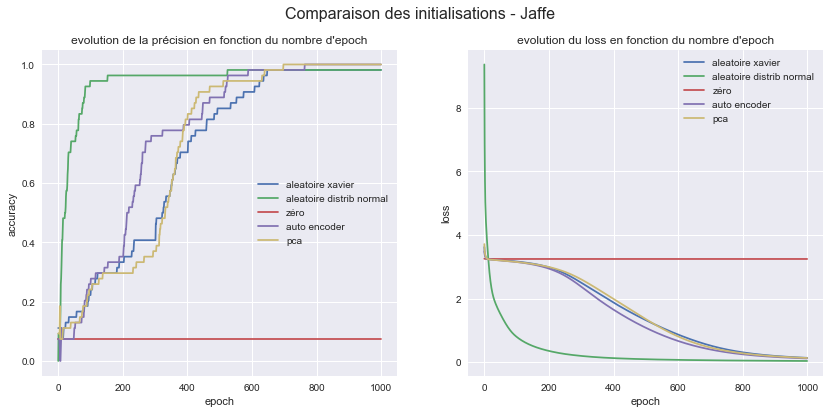 Comparaison des initialisations - Jaffe
evolution de la précision en fonction du nombre d'epoch
1.0
0.8
0.6
0.4
0.2
0.0
accuracy
aleatoire xavier
aleatoire distrib normal
zéro
auto encoder
pca
0
200
400
600
800
1000
epoch
evolution du loss en fonction du nombre d'epoch
8
6
4
2
0
loss
aleatoire xavier
aleatoire distrib normal
zéro
auto encoder
pca
0
200
400
600
800
1000
epoch